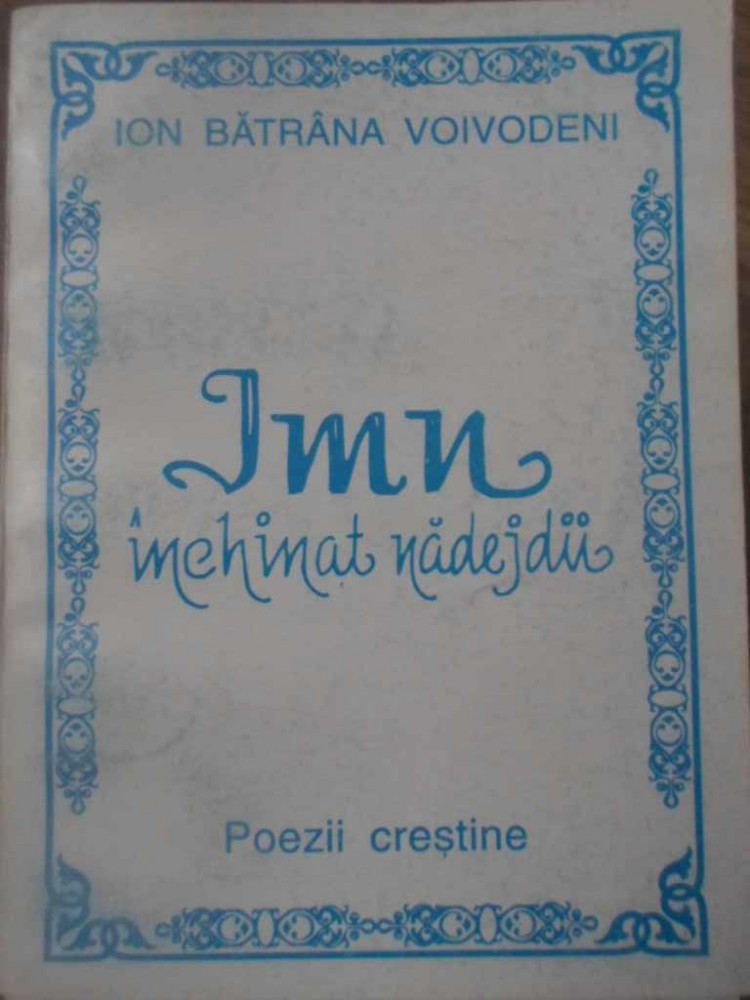 ION BĂTRÂNA VOIVODENI
Imn
închinat nădejdii
Poezii creștine